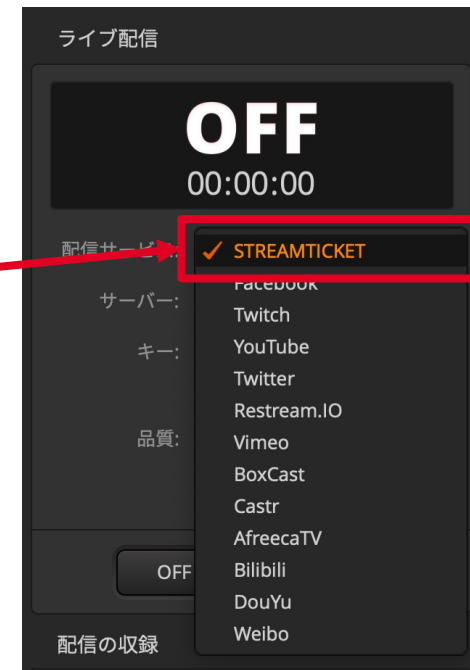 ライブ配信
OFF
00:00:00
配信サービス:
✓ STREAMTICKET
Facebook
サーバー:
Twitch
キー:
YouTube
Twitter
Restream.IO
品質:
Vimeo
BoxCast
Castr
AfreecaTV
OFF
Bilibili
DouYu
配信の収録
Weibo